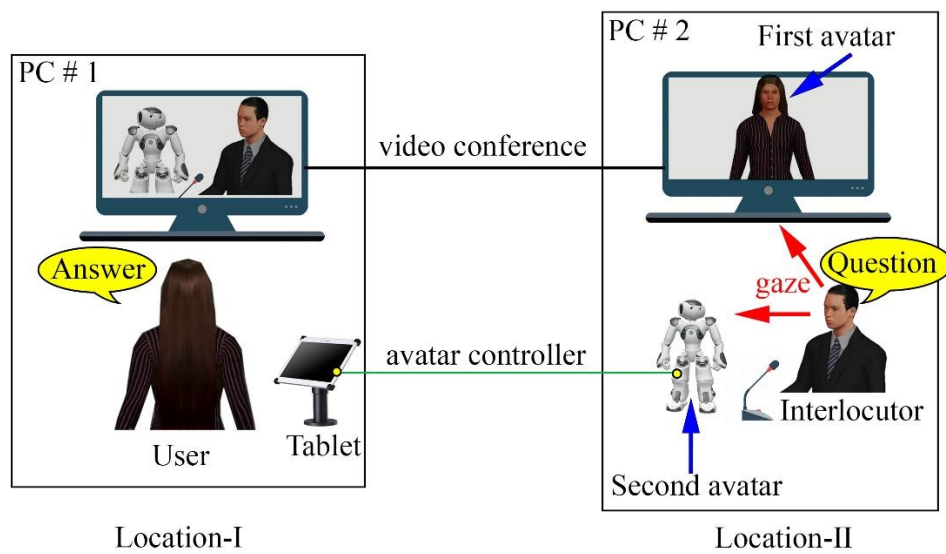 PC # 1
PC # 2
First avatar
video conference
Answer
Question
gaze
avatar controller
User
Tablet
Interlocutor
Second avatar
Location-I
Location-II